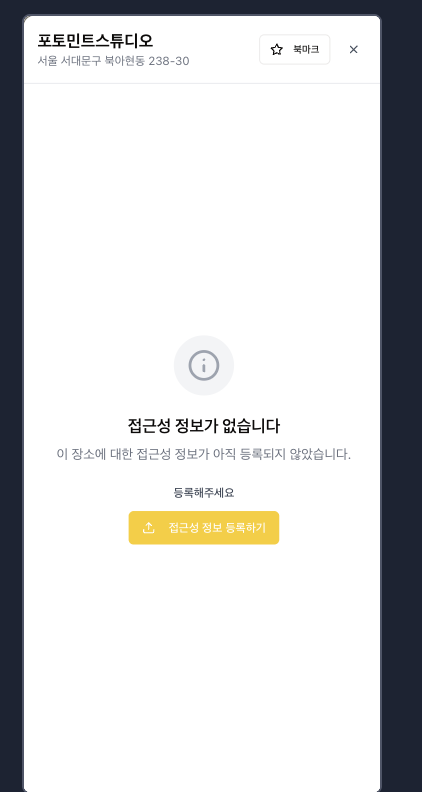 포토민트스튜디오
서울 서대문구 북아현동 238-30
북마크
접근성 정보가 없습니다
이 장소에 대한 접근성 정보가 아직 등록되지 않았습니다.
등록해주세요
접근성 정보 등록하기